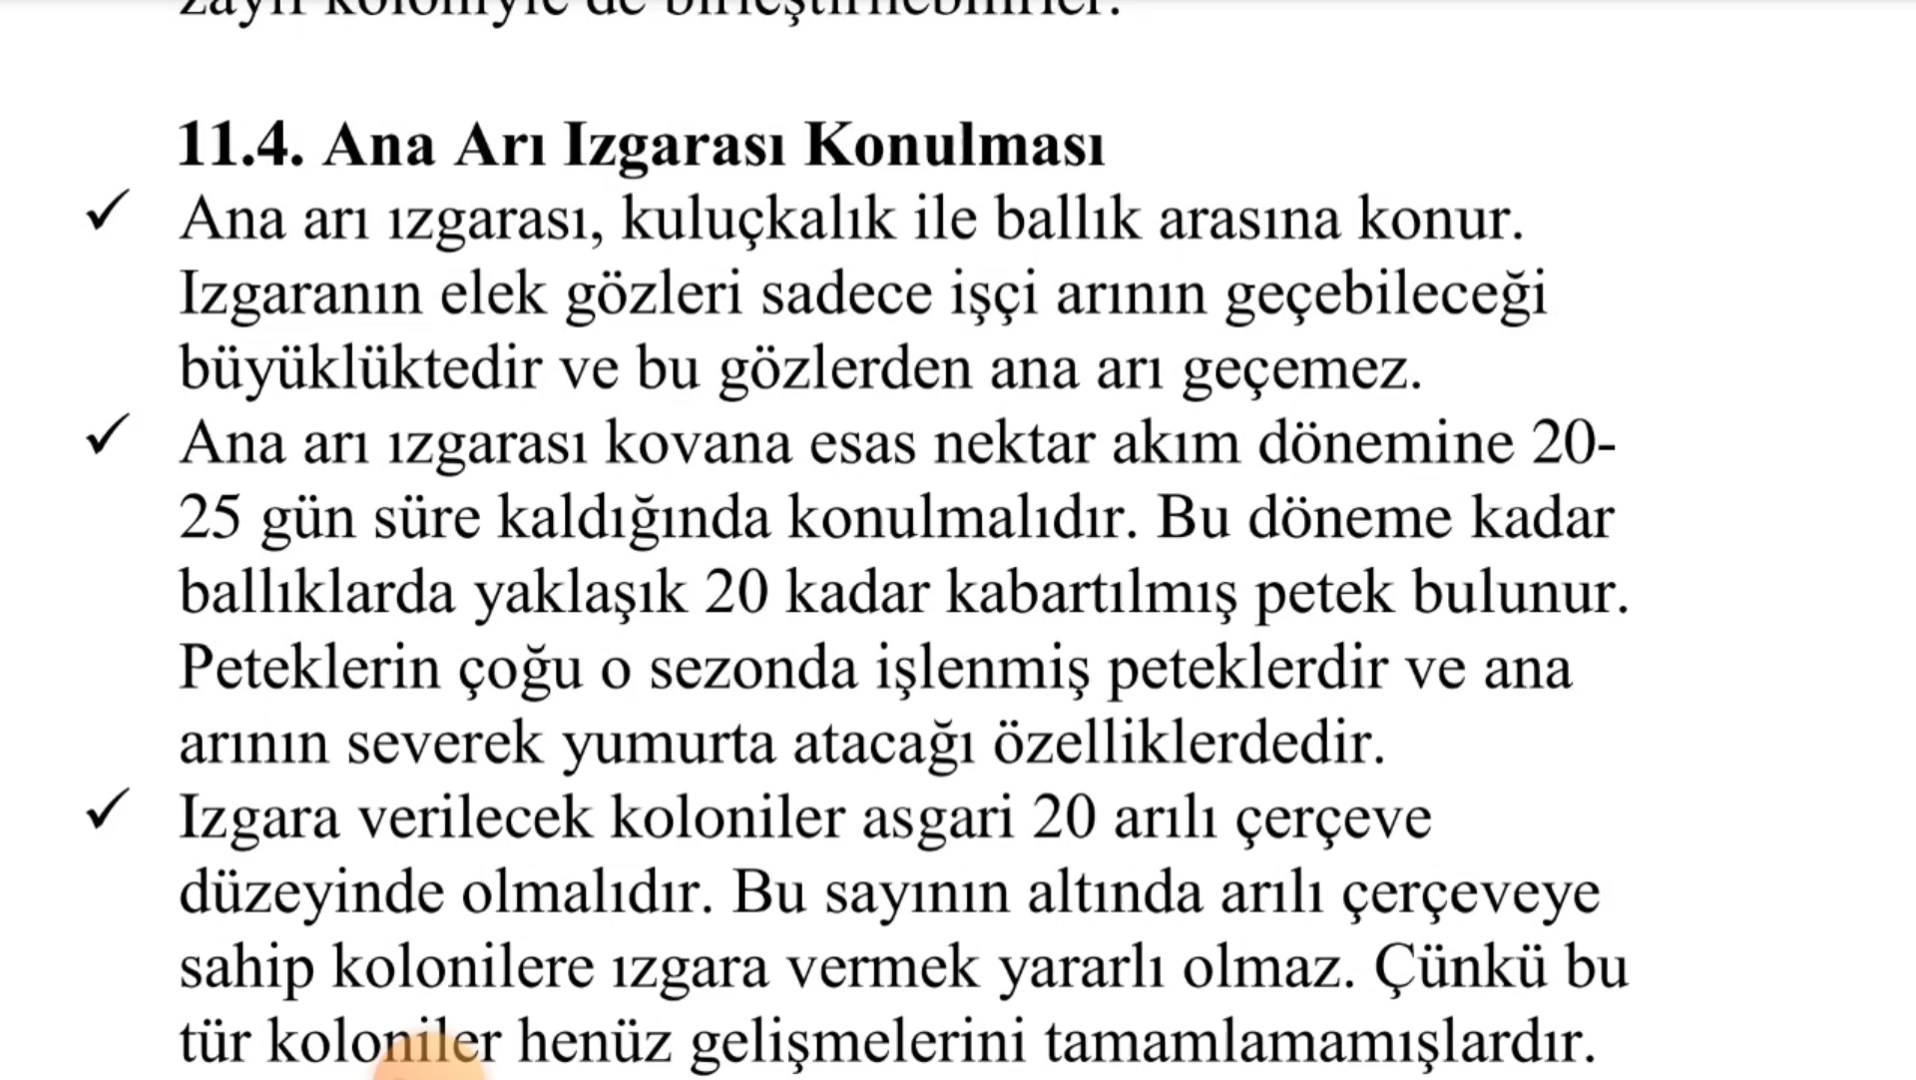 zayıf koloniyle de birleştirilebilirler.
11.4. Ana Arı Izgarası Konulması
✓ Ana arı ızgarası, kuluçkalık ile ballık arasına konur.
Izgaranın elek gözleri sadece işçi arının geçebileceği
büyüklüktedir ve bu gözlerden ana arı geçemez.
✓ Ana arı ızgarası kovana esas nektar akım dönemine 20-
25 gün süre kaldığında konulmalıdır. Bu döneme kadar
ballıklarda yaklaşık 20 kadar kabartılmış petek bulunur.
Peteklerin çoğu o sezonda işlenmiş peteklerdir ve ana
arının severek yumurta atacağı özelliklerdedir.
✓ Izgara verilecek koloniler asgari 20 arılı çerçeve
düzeyinde olmalıdır. Bu sayının altında arılı çerçeveye
sahip kolonilere ızgara vermek yararlı olmaz. Çünkü bu
tür koloniler henüz gelişmelerini tamamlamamışlardır.